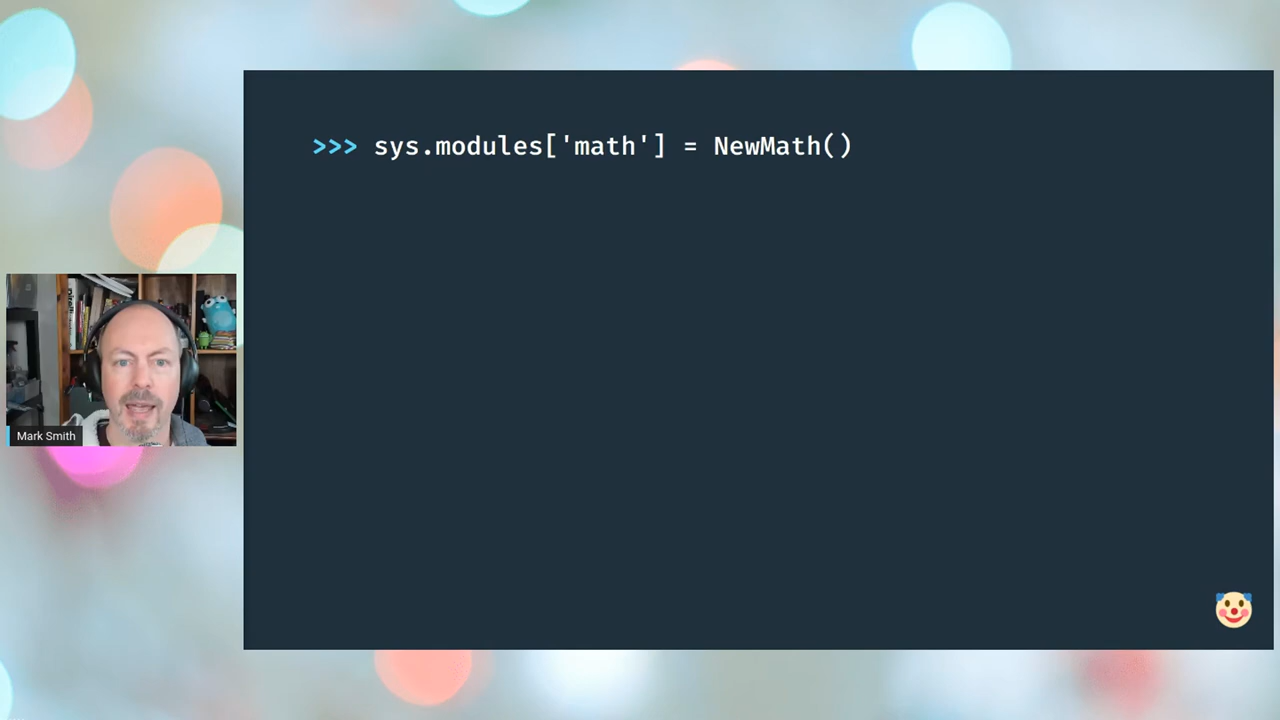 >>> sys.modules['math'] = NewMath()
Mark Smith